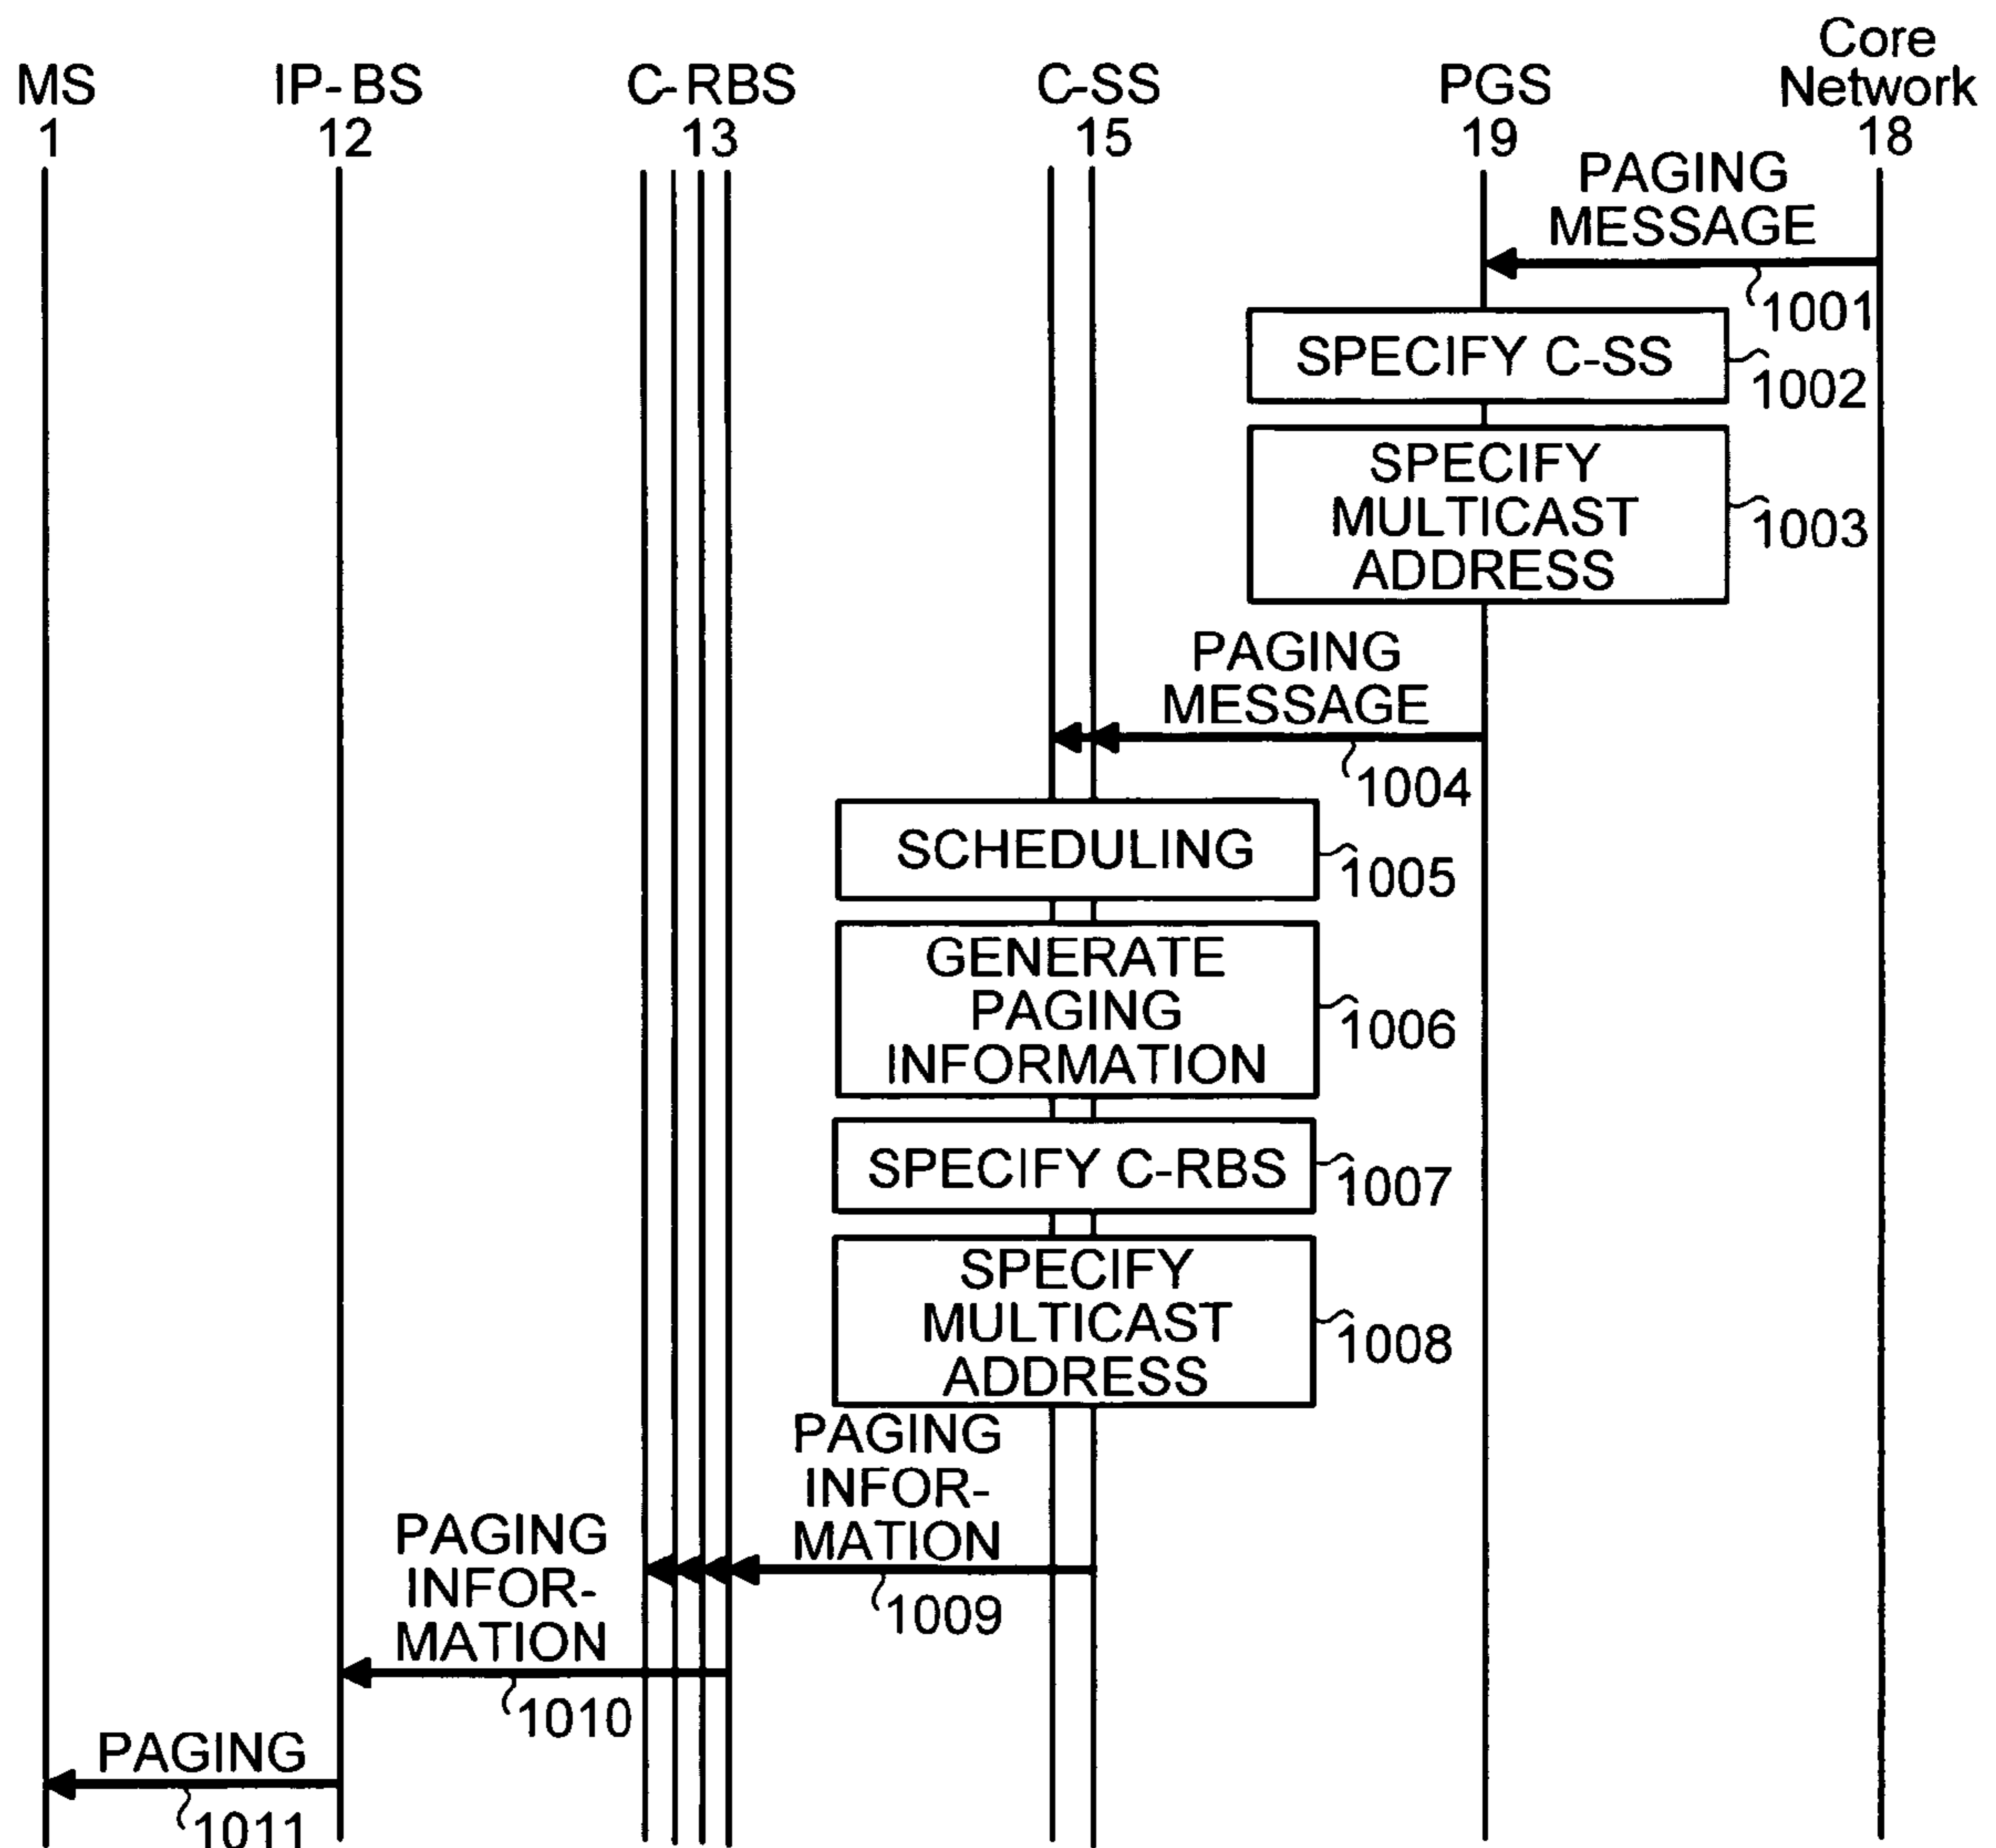 MS
1
IP-BS
12
C-RBS
13
C-SS
15
PGS
19
Core
Network
18
PAGING
MESSAGE
1001
SPECIFY C-SS
1002
SPECIFY
MULTICAST
ADDRESS
1003
PAGING
MESSAGE
1004
SCHEDULING
1005
GENERATE
PAGING
INFORMATION
1006
SPECIFY C-RBS
1007
SPECIFY
MULTICAST
ADDRESS
1008
PAGING
INFOR-
MATION
1009
PAGING
INFOR-
MATION
1010
PAGING
1011